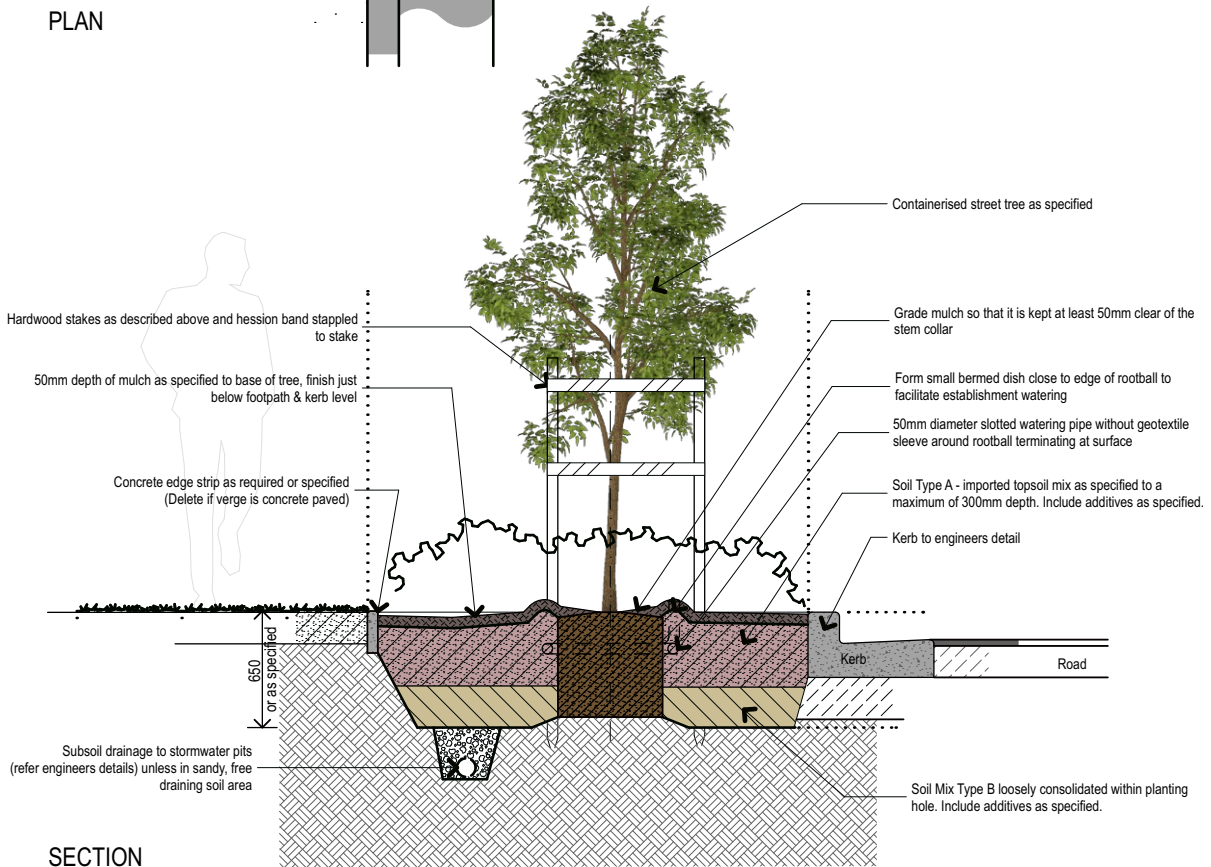 PLAN
Containerised street tree as specified
Hardwood stakes as described above and hession band stappled
to stake
Grade mulch so that it is kept at least 50mm clear of the
stem collar
50mm depth of mulch as specified to base of tree, finish just
below footpath & kerb level
Form small bermed dish close to edge of rootball to
facilitate establishment watering
50mm diameter slotted watering pipe without geotextile
sleeve around rootball terminating at surface
Concrete edge strip as required or specified
(Delete if verge is concrete paved)
Soil Type A - imported topsoil mix as specified to a
maximum of 300mm depth. Include additives as specified.
Kerb to engineers detail
650
or as specified
Kerb
Road
Subsoil drainage to stormwater pits
(refer engineers details) unless in sandy, free
draining soil area
Soil Mix Type B loosely consolidated within planting
hole. Include additives as specified.
SECTION